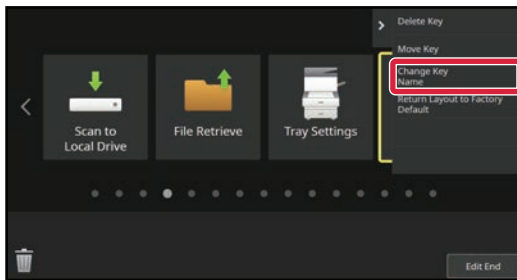 Delete Key
Move Key
Change Key
Name
Return Layout to Factory
Default
Scan to
Local Drive
File Retrieve
Tray Settings
Edit End